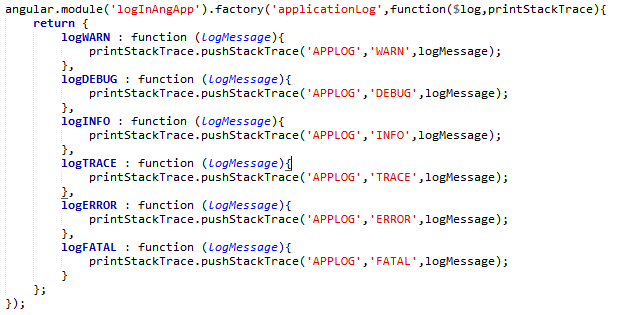 angular.module('logInAngApp').factory('applicationLog',function($log,printStackTrace){
    return {
        logWARN : function (logMessage){
            printStackTrace.pushStackTrace('APPLOG','WARN',logMessage);
        },
        logDEBUG : function (logMessage){
            printStackTrace.pushStackTrace('APPLOG','DEBUG',logMessage);
        },
        logINFO : function (logMessage){
            printStackTrace.pushStackTrace('APPLOG','INFO',logMessage);
        },
        logTRACE : function (logMessage){
            printStackTrace.pushStackTrace('APPLOG','TRACE',logMessage);
        },
        logERROR : function (logMessage){
            printStackTrace.pushStackTrace('APPLOG','ERROR',logMessage);
        },
        logFATAL : function (logMessage){
            printStackTrace.pushStackTrace('APPLOG','FATAL',logMessage);
        }
    };
});